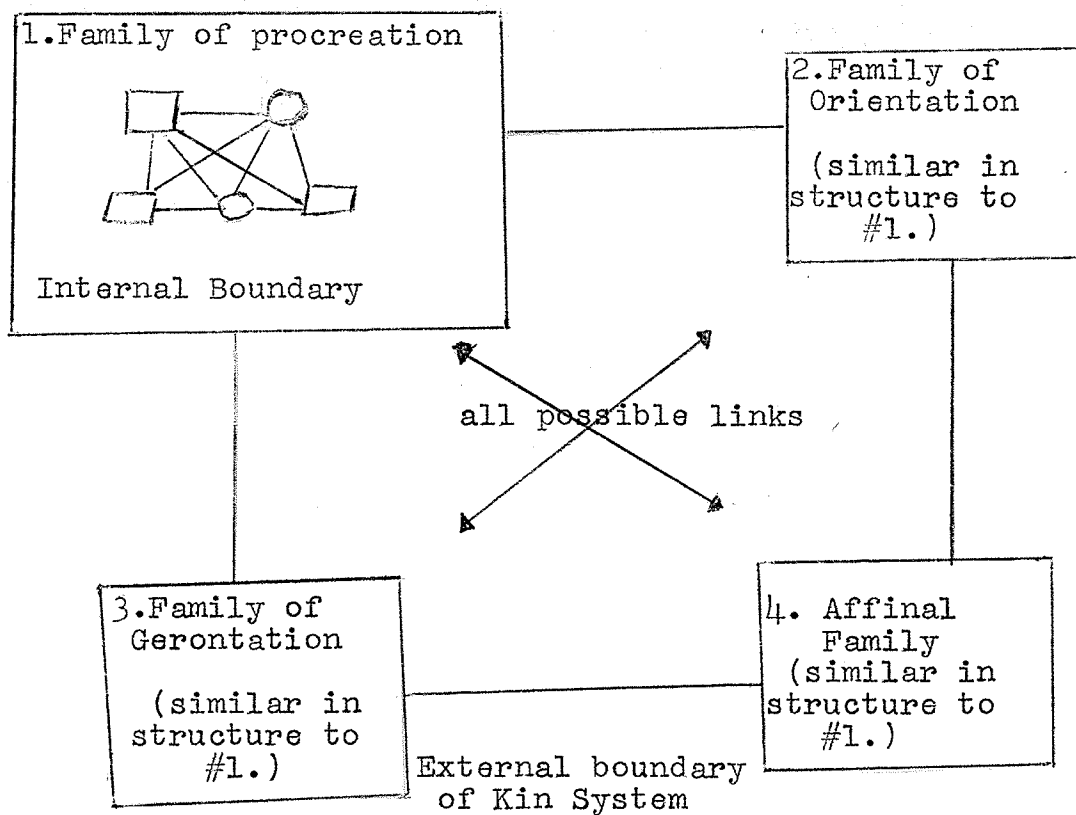 1.Family of procreation
Internal Boundary
2.Family of
Orientation
(similar in
structure to
#1.)
all possible links
3.Family of
Gerontation
(similar in
structure to
#1.)
4. Affinal
Family
(similar in
structure to
#1.)
External boundary
of Kin System